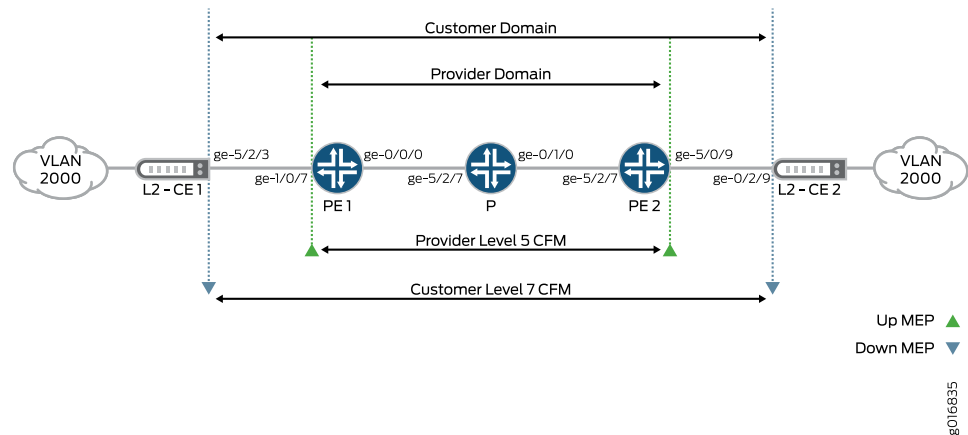 Customer Domain
Provider Domain
VLAN
2000
L2 - CE 1
ge-5/2/3
ge-1/0/7
PE 1
ge-0/0/0
ge-5/2/7
P
ge-0/1/0
ge-5/2/7
PE 2
ge-5/0/9
ge-0/2/9
L2 - CE 2
VLAN
2000
Provider Level 5 CFM
Customer Level 7 CFM
Up MEP
Down MEP
g016835